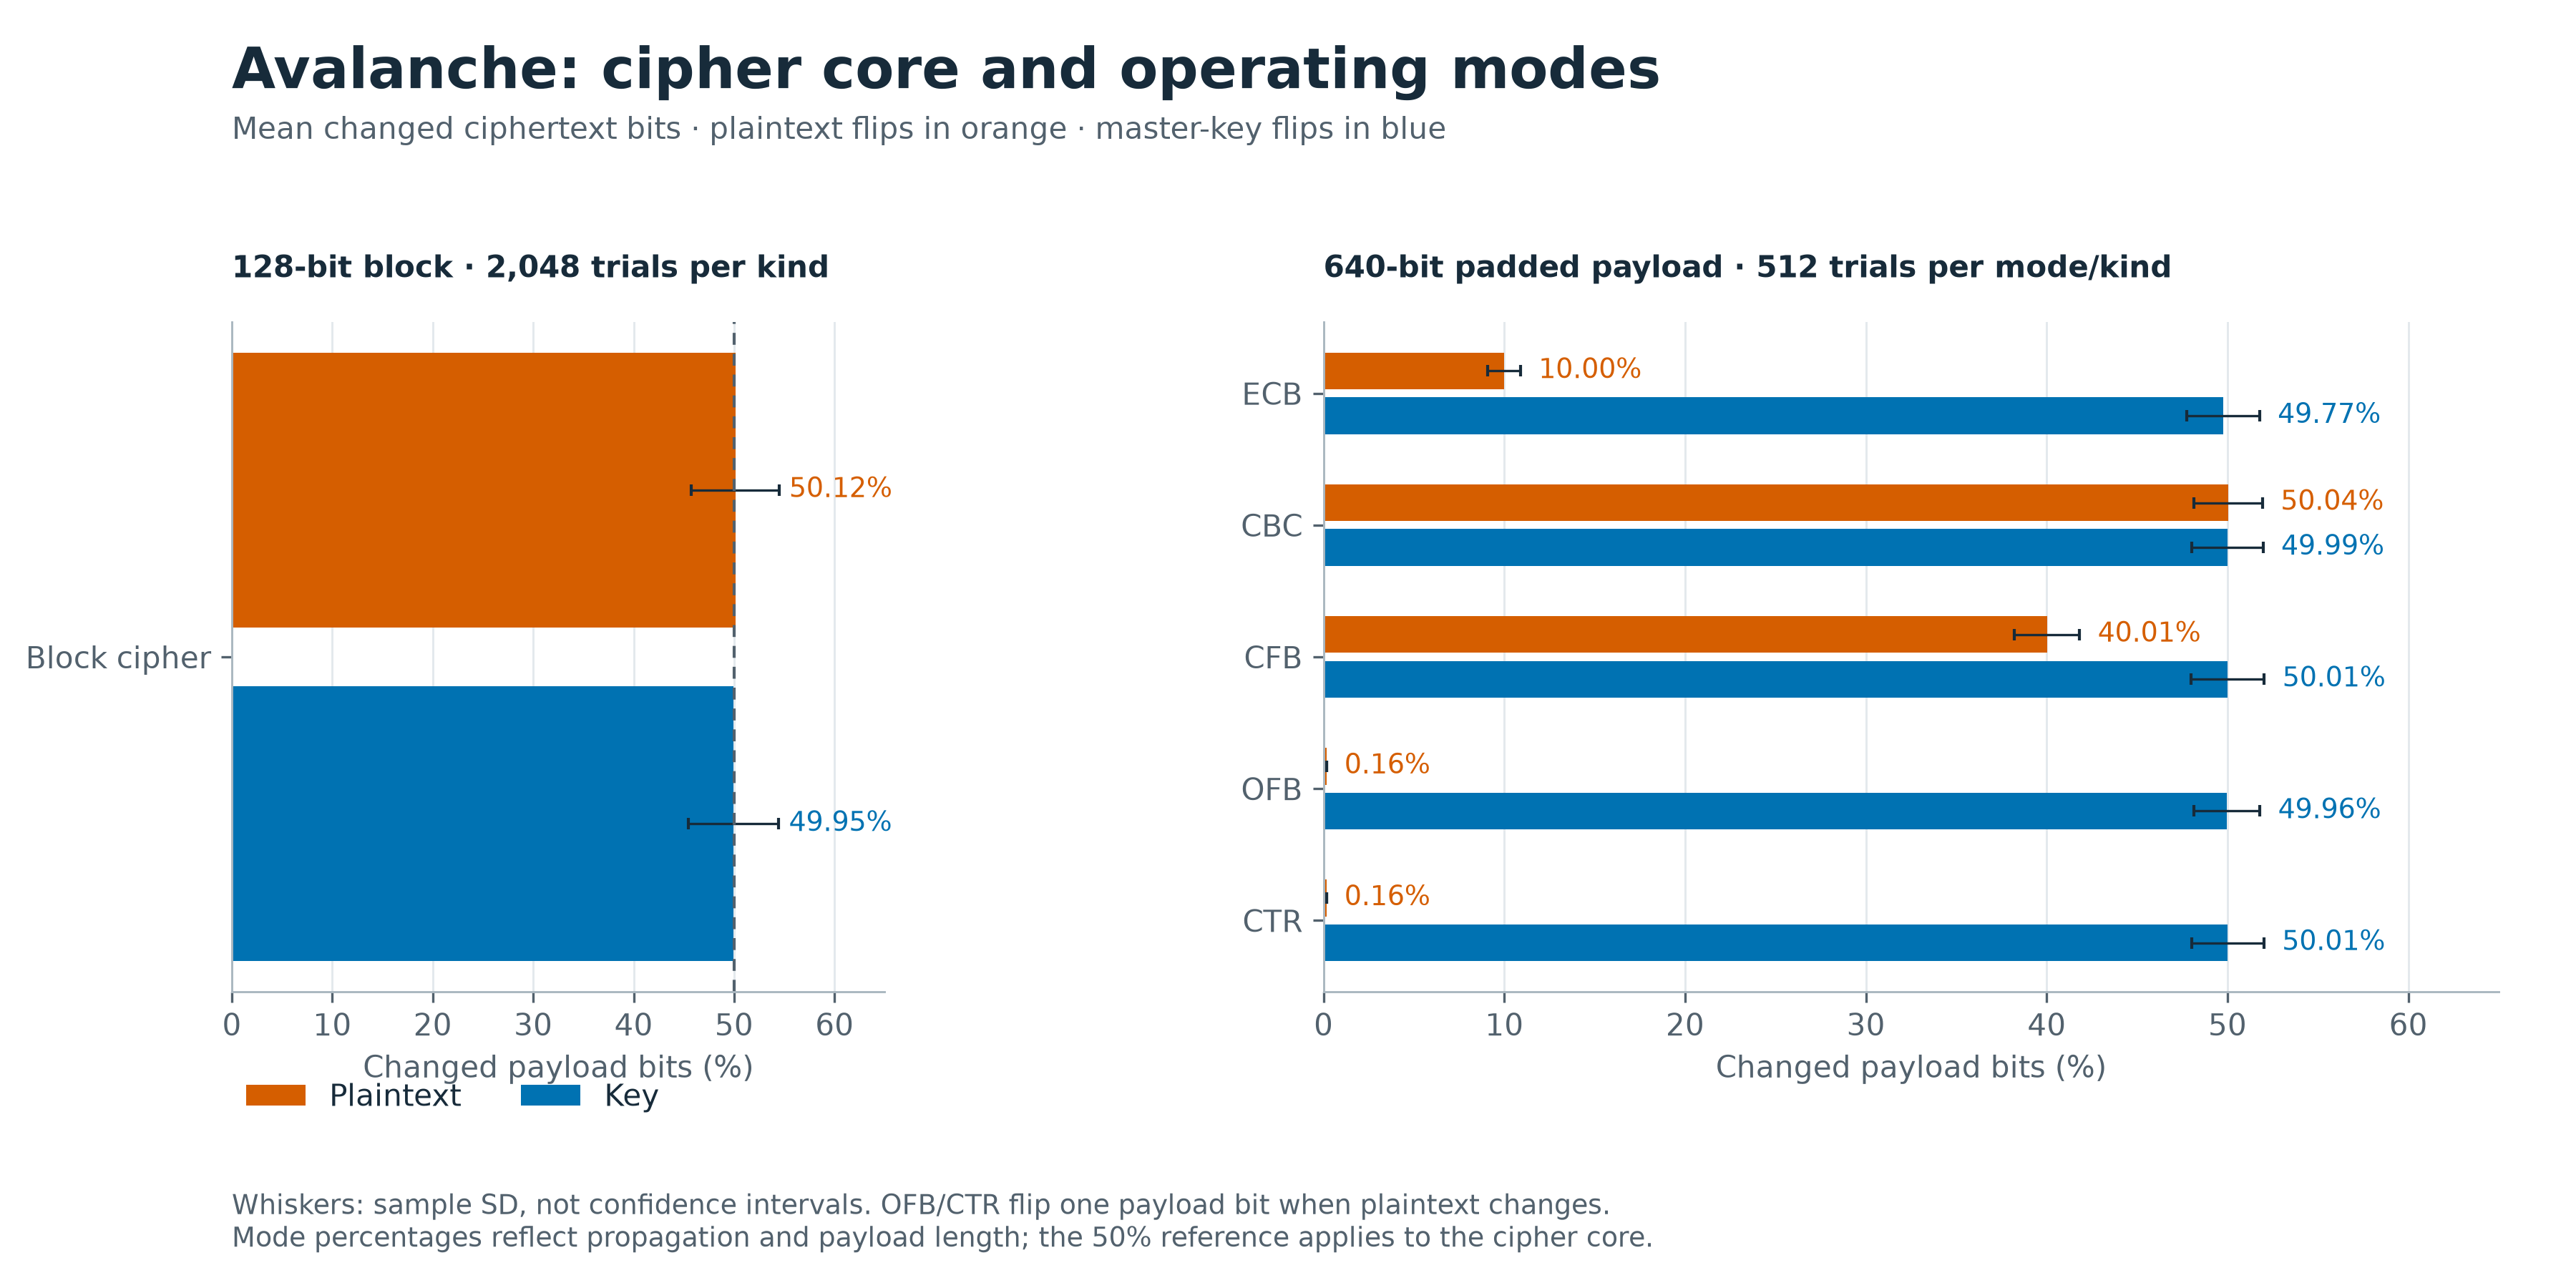 Avalanche: cipher core and operating modes
Mean changed ciphertext bits · plaintext flips in orange · master-key flips in blue
128-bit block · 2,048 trials per kind
50.12%
Block cipher
49.95%
0 10 20 30 40 50 60
Changed payload bits (%)
Plaintext Key
640-bit padded payload · 512 trials per mode/kind
ECB
10.00%
49.77%
CBC
50.04%
49.99%
CFB
40.01%
50.01%
OFB
0.16%
49.96%
CTR
0.16%
50.01%
0 10 20 30 40 50 60
Changed payload bits (%)
Whiskers: sample SD, not confidence intervals. OFB/CTR flip one payload bit when plaintext changes.
Mode percentages reflect propagation and payload length; the 50% reference applies to the cipher core.